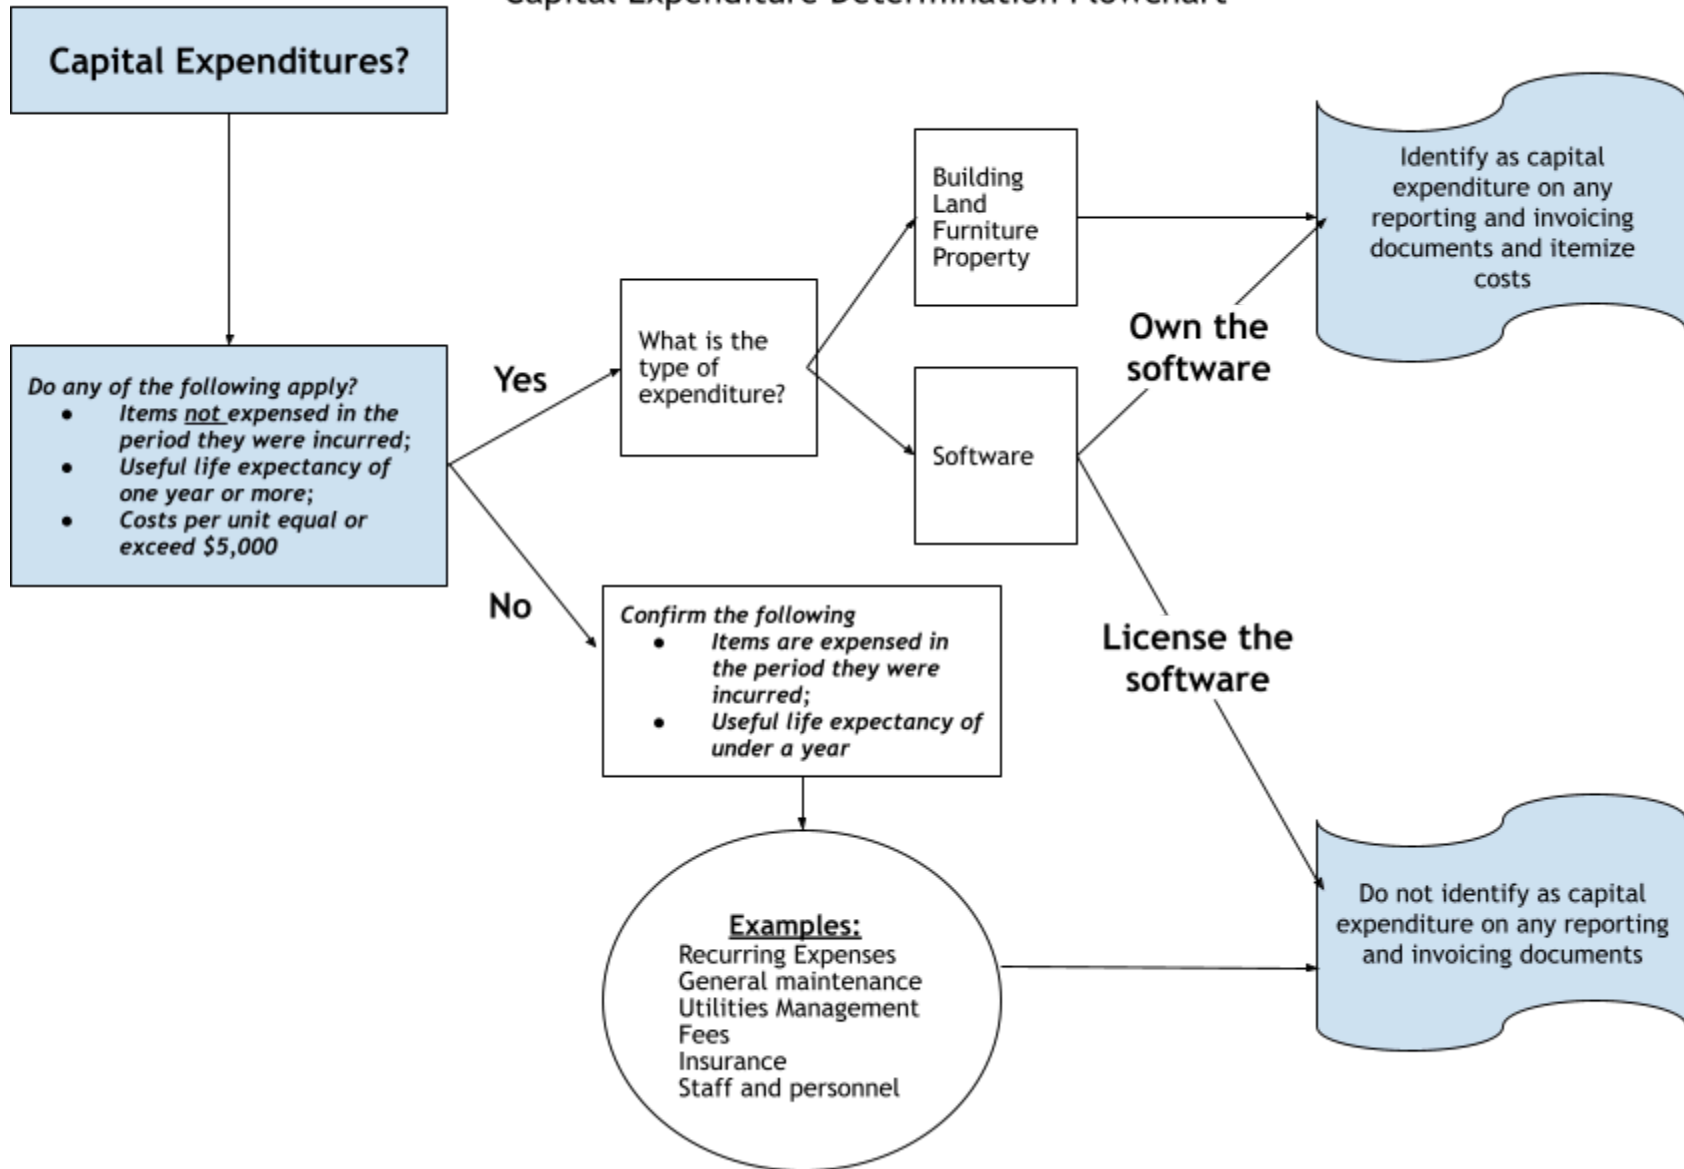 Capital Expenditure Determination Flowchart
Capital Expenditures?
Do any of the following apply?
● Items not expensed in the
period they were incurred;
● Useful life expectancy of
one year or more;
● Costs per unit equal or
exceed $5,000
Yes
No
What is the
type of
expenditure?
Building
Land
Furniture
Property
Software
Own the
software
License the
software
Identify as capital
expenditure on any
reporting and invoicing
documents and itemize
costs
Confirm the following
● Items are expensed in
the period they were
incurred;
● Useful life expectancy of
under a year
Examples:
Recurring Expenses
General maintenance
Utilities Management
Fees
Insurance
Staff and personnel
Do not identify as capital
expenditure on any reporting
and invoicing documents